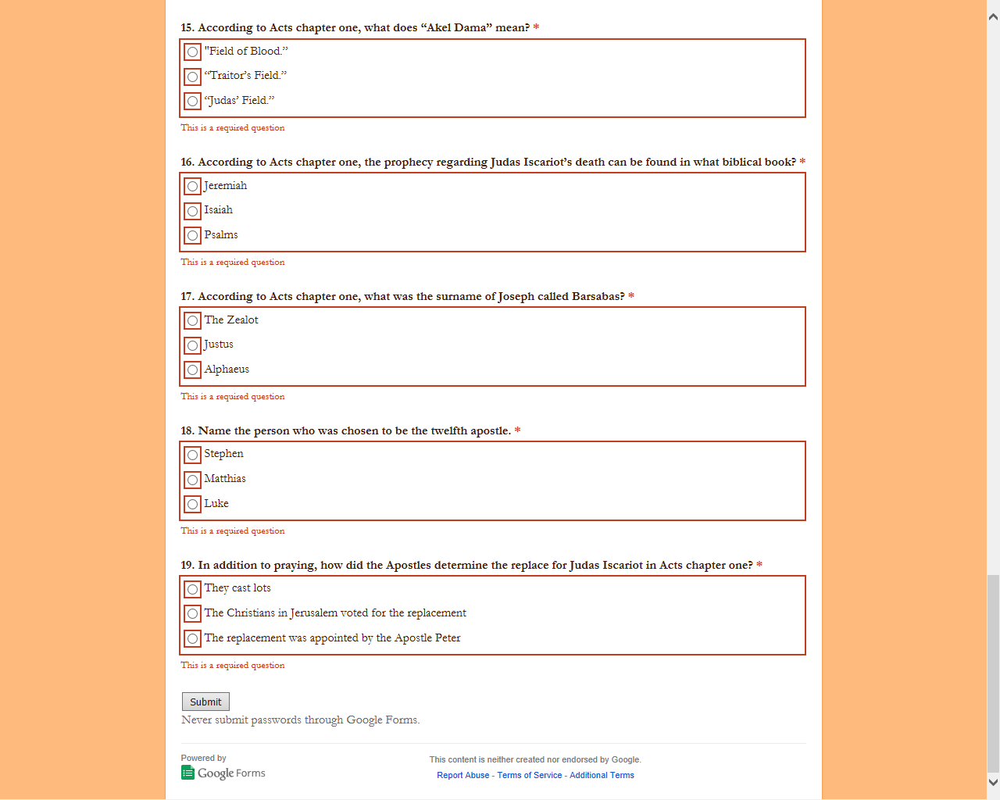 15. According to Acts chapter one, what does “Akel Dama” mean? *
"Field of Blood.”
“Traitor’s Field.”
“Judas’ Field.”
This is a required question
16. According to Acts chapter one, the prophecy regarding Judas Iscariot’s death can be found in what biblical book? *
Jeremiah
Isaiah
Psalms
This is a required question
17. According to Acts chapter one, what was the surname of Joseph called Barsabas? *
The Zealot
Justus
Alphaeus
This is a required question
18. Name the person who was chosen to be the twelfth apostle. *
Stephen
Matthias
Luke
This is a required question
19. In addition to praying, how did the Apostles determine the replace for Judas Iscariot in Acts chapter one? *
They cast lots
The Christians in Jerusalem voted for the replacement
The replacement was appointed by the Apostle Peter
This is a required question
Submit
Never submit passwords through Google Forms.
Powered by
Google Forms
This content is neither created nor endorsed by Google.
Report Abuse - Terms of Service - Additional Terms